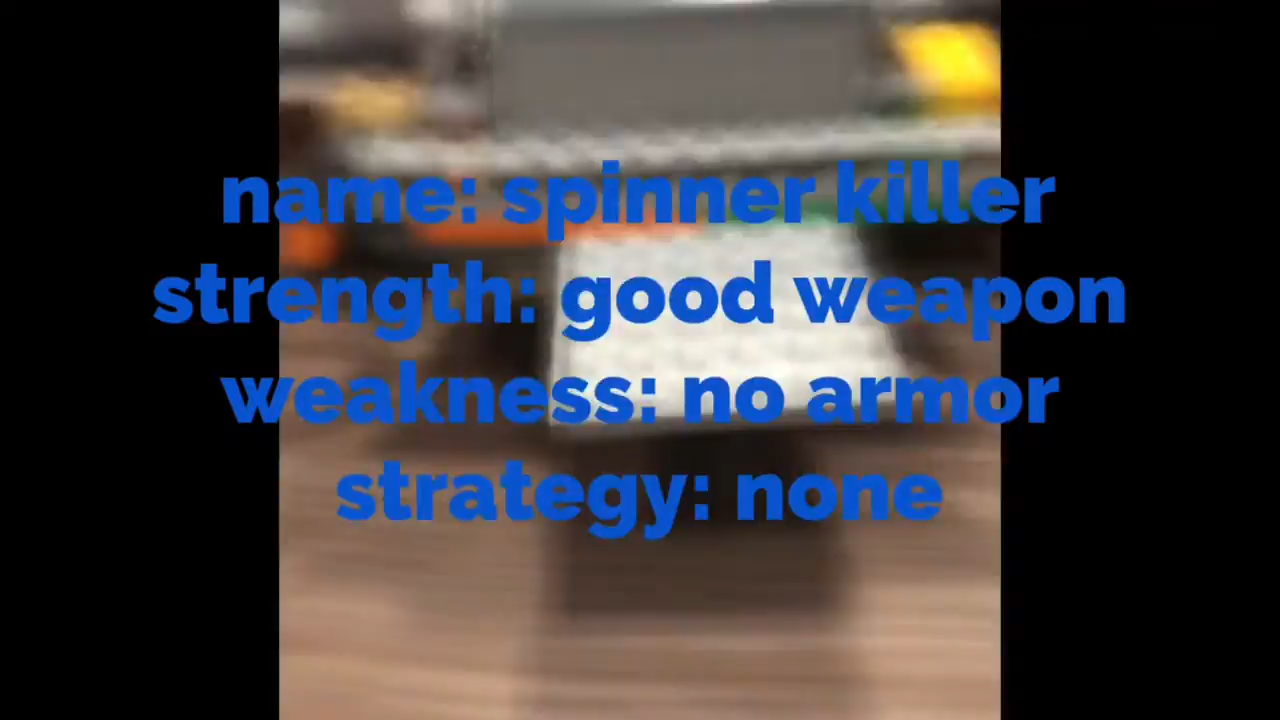 name: spinner killer
strength: good weapon
weakness: no armor
strategy: none